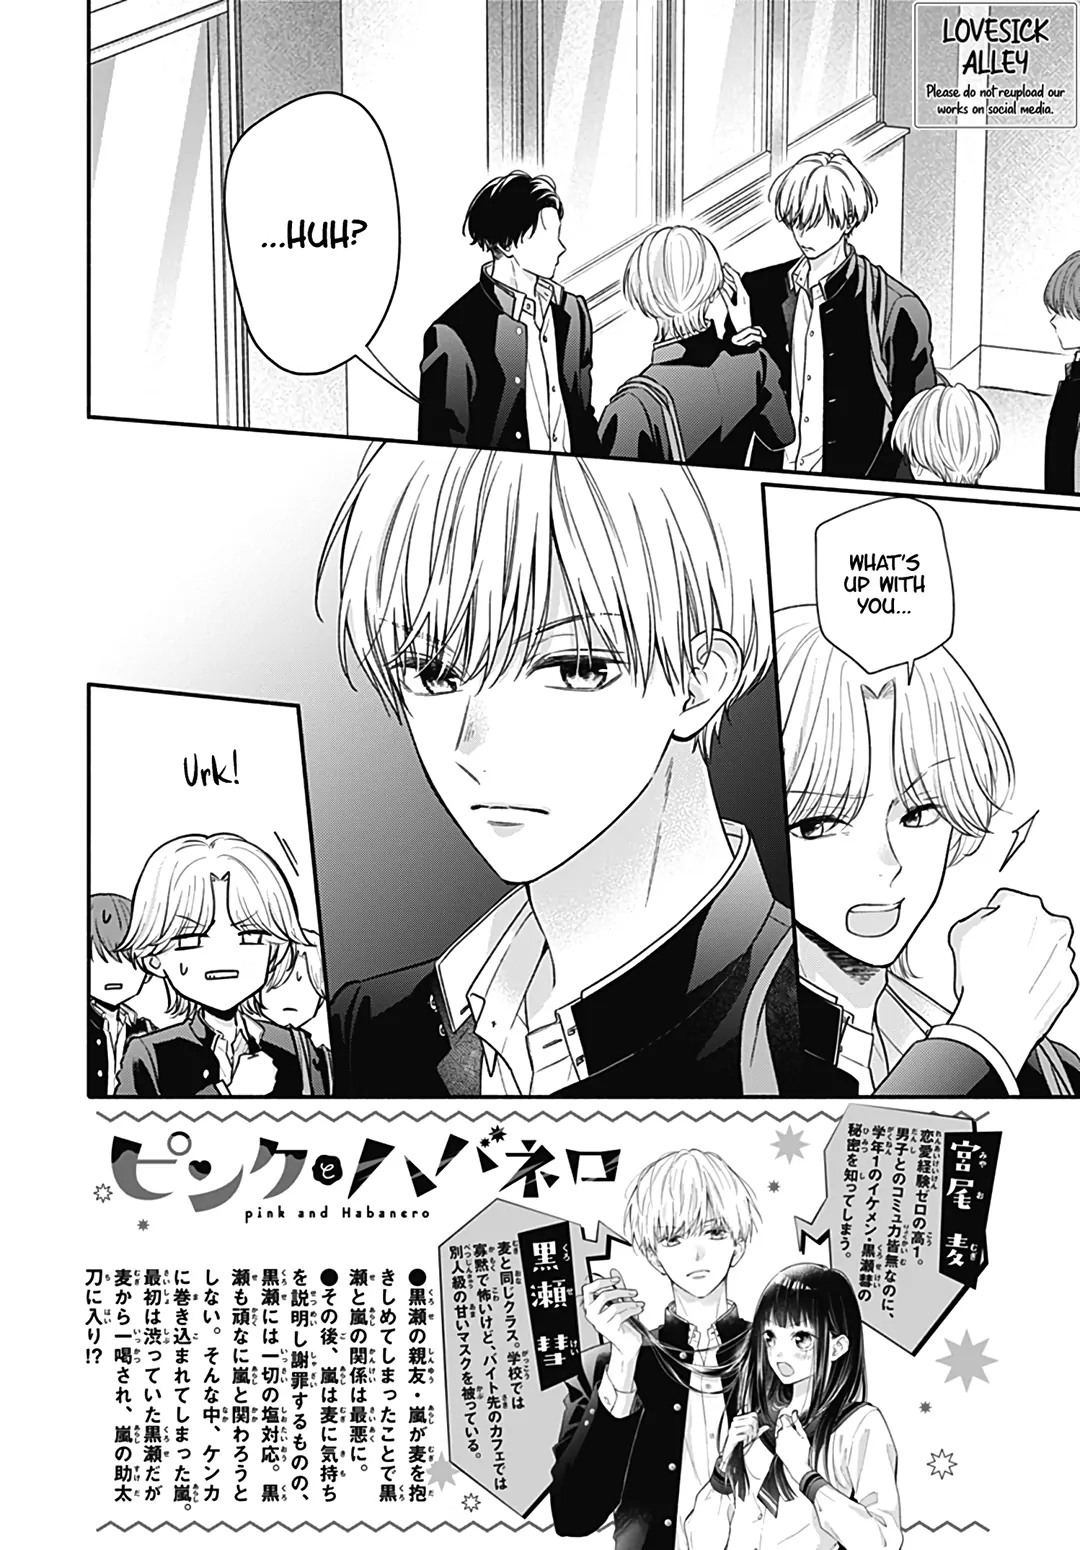 LOVESICK
ALLEY
Please do not reupload our
works on social media.
...HUH?
WHAT'S
UP WITH
YOU...
Urk!
ピンクとハバネロ
pink and Habanero
宮尾 麦
みやお むぎ
恋愛経験ゼロの高1。
男子とのコミュ力皆無なのに、
学年1のイケメン・黒瀬彗の
秘密を知ってしまう。
黒瀬 彗
くろせ けい
麦と同じクラス。学校では
寡黙で怖いけど、バイト先のカフェでは
別人級の甘いマスクを被っている。
●黒瀬の親友・嵐が麦を抱
きしめてしまったことで黒
瀬と嵐の関係は最悪に。
●その後、嵐は麦に気持ち
を説明し謝罪するものの、
黒瀬には一切の塩対応。黒
瀬も頑なに嵐と関わろうと
しない。そんな中、ケンカ
に巻き込まれてしまった嵐。
最初は渋っていた黒瀬だが
麦から一喝され、嵐の助太
刀に入り!?